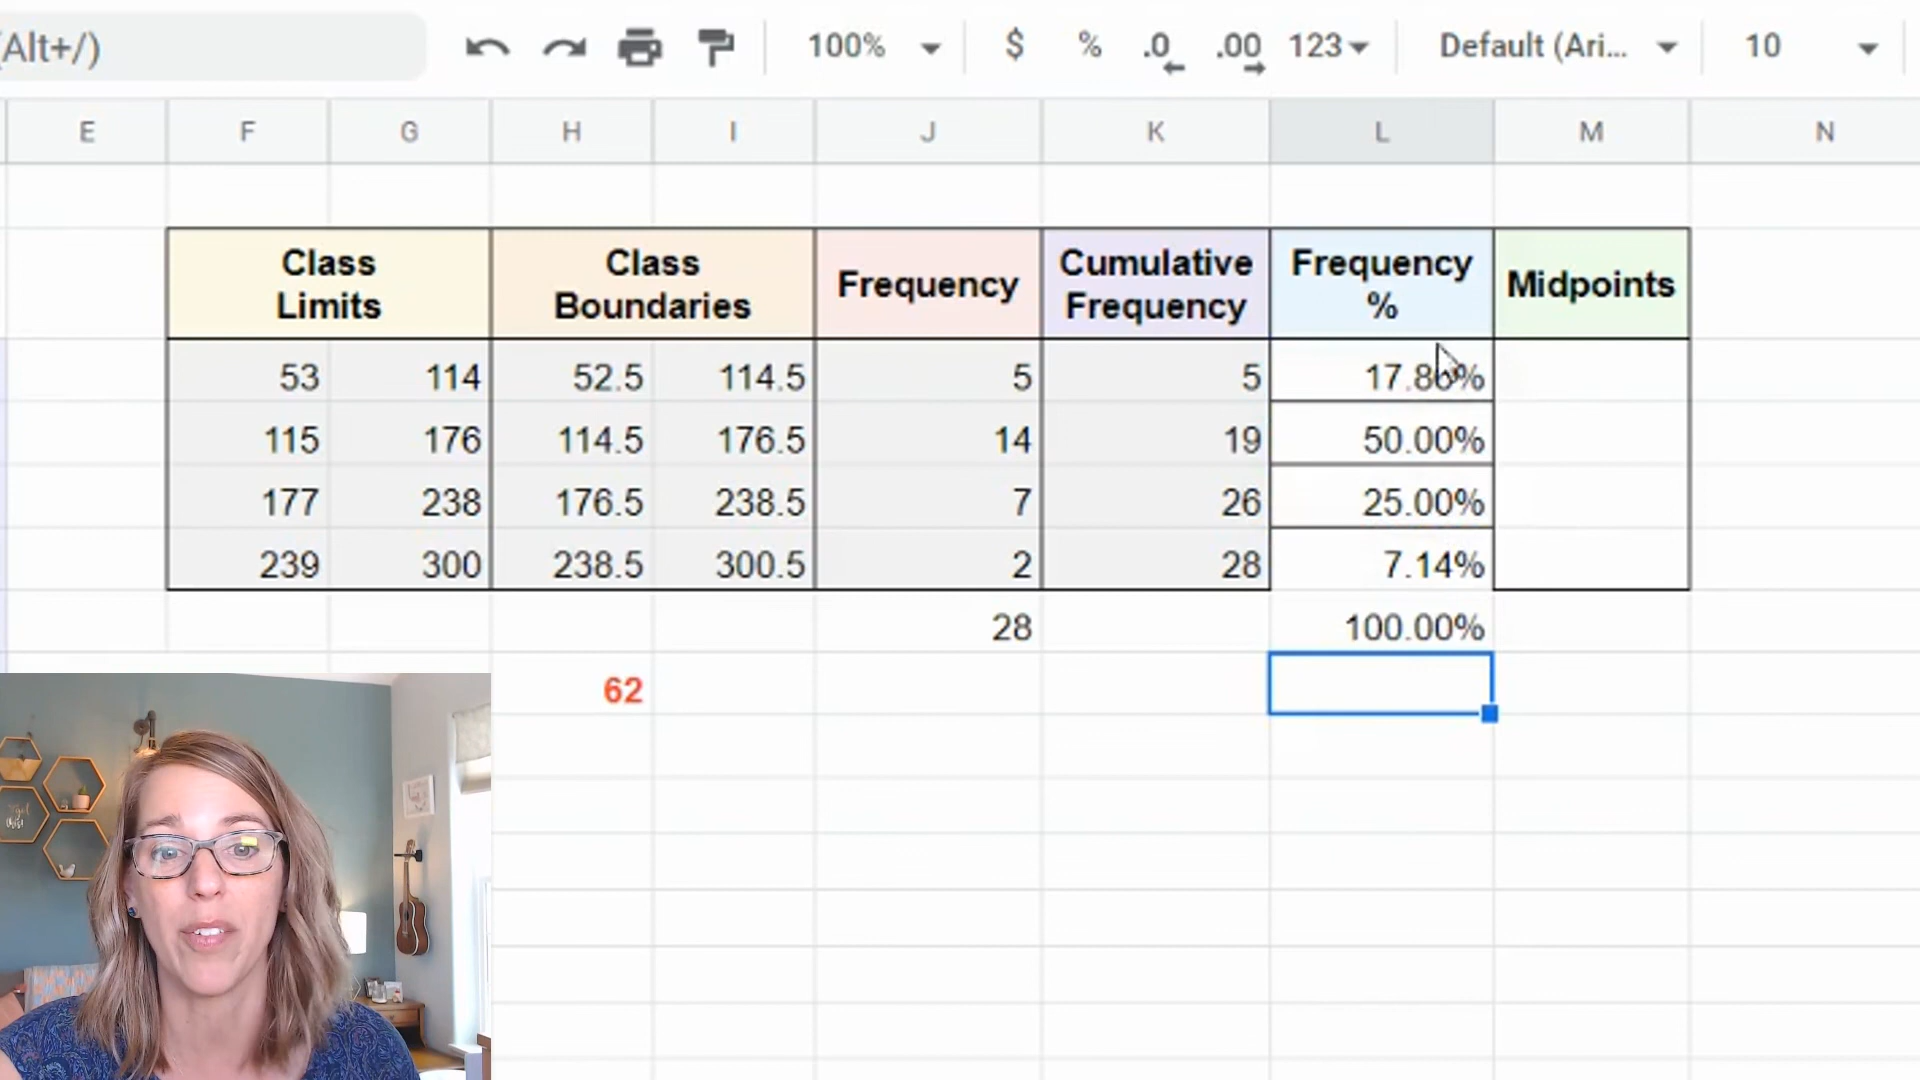 (Alt+/)
100%
$
%
.0
.00
123
Default (Ari...
10
E F G H I J K L M N
Class Limits
Class Boundaries
Frequency
Cumulative Frequency
Frequency %
Midpoints
53 114 52.5 114.5 5 5
115 176 114.5 176.5 14 19 50.00%
177 238 176.5 238.5 7 26 25.00%
239 300 238.5 300.5 2 28 7.14%
28 100.00%
62